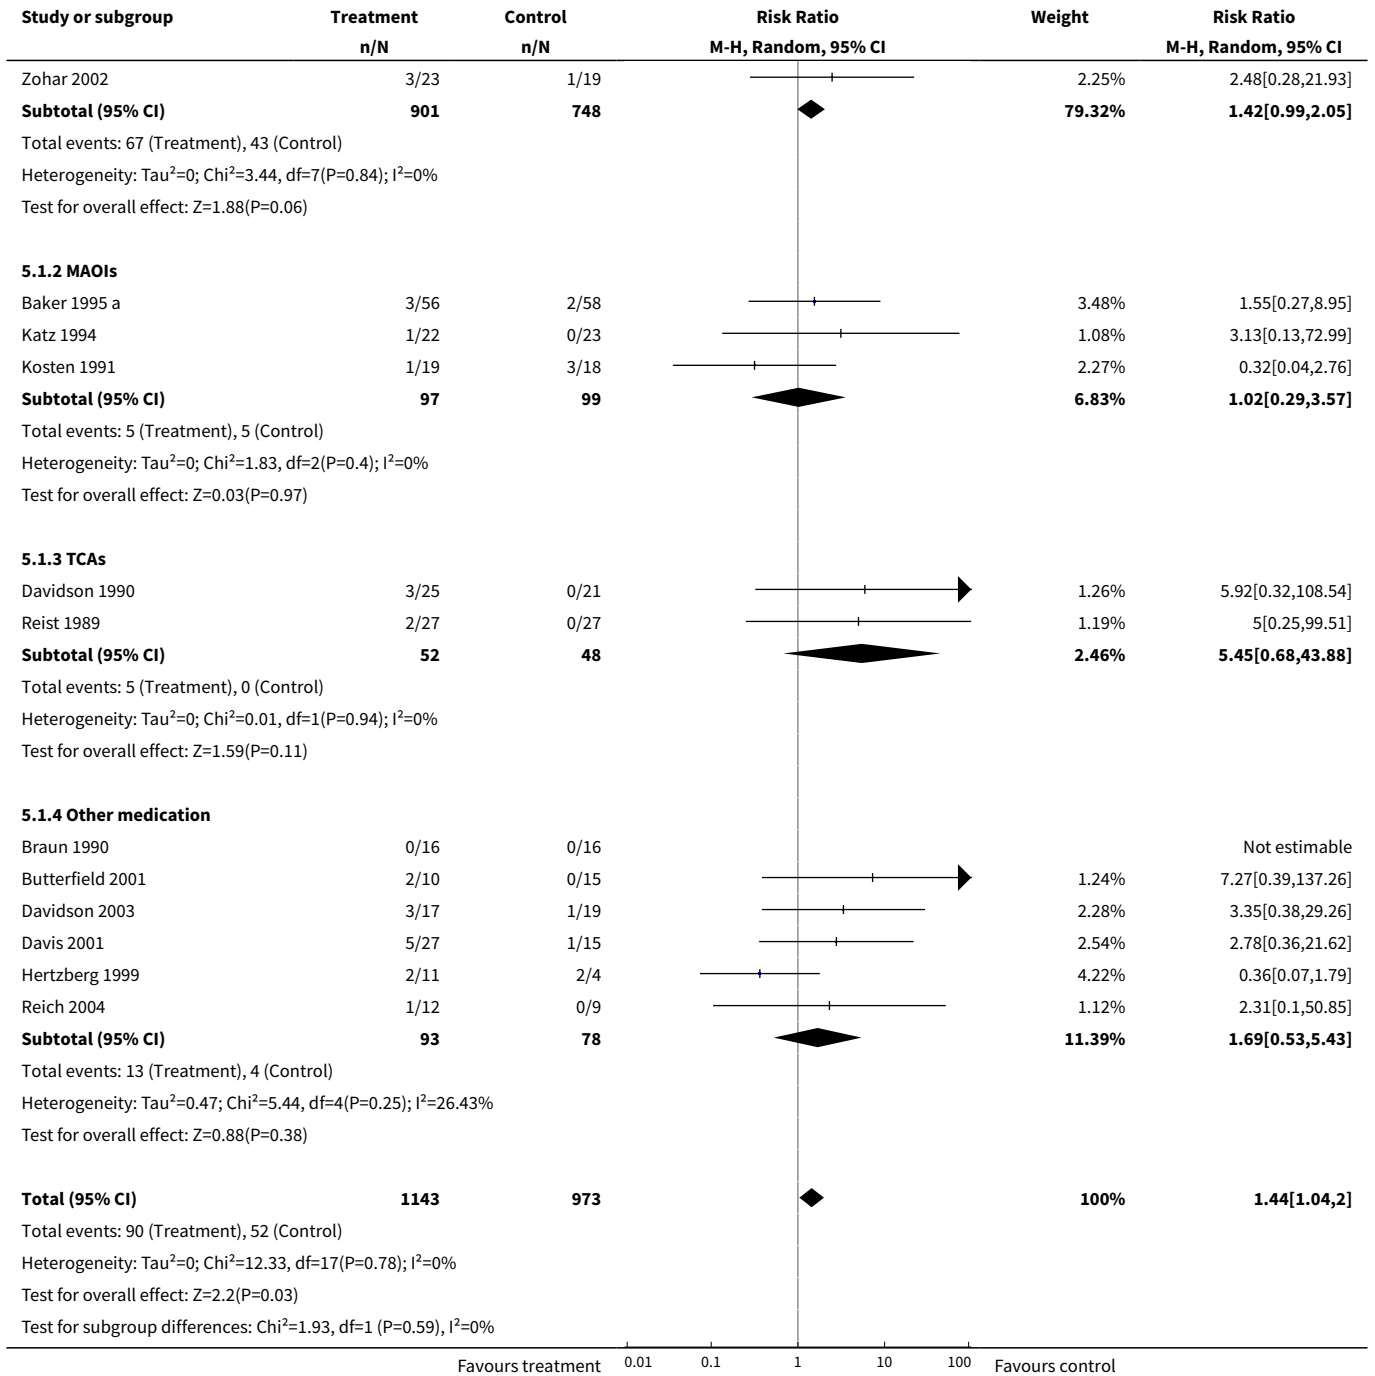 Study or subgroup Treatment Control Risk Ratio Weight Risk Ratio
n/N n/N M-H, Random, 95% CI M-H, Random, 95% CI
Zohar 2002 3/23 1/19 2.25% 2.48[0.28,21.93]
Subtotal (95% CI) 901 748 79.32% 1.42[0.99,2.05]
Total events: 67 (Treatment), 43 (Control)
Heterogeneity: Tau²=0; Chi²=3.44, df=7(P=0.84); I²=0%
Test for overall effect: Z=1.88(P=0.06)
5.1.2 MAOIs
Baker 1995 a 3/56 2/58 3.48% 1.55[0.27,8.95]
Katz 1994 1/22 0/23 1.08% 3.13[0.13,72.99]
Kosten 1991 1/19 3/18 2.27% 0.32[0.04,2.76]
Subtotal (95% CI) 97 99 6.83% 1.02[0.29,3.57]
Total events: 5 (Treatment), 5 (Control)
Heterogeneity: Tau²=0; Chi²=1.83, df=2(P=0.4); I²=0%
Test for overall effect: Z=0.03(P=0.97)
5.1.3 TCAs
Davidson 1990 3/25 0/21 1.26% 5.92[0.32,108.54]
Reist 1989 2/27 0/27 1.19% 5[0.25,99.51]
Subtotal (95% CI) 52 48 2.46% 5.45[0.68,43.88]
Total events: 5 (Treatment), 0 (Control)
Heterogeneity: Tau²=0; Chi²=0.01, df=1(P=0.94); I²=0%
Test for overall effect: Z=1.59(P=0.11)
5.1.4 Other medication
Braun 1990 0/16 0/16 Not estimable
Butterfield 2001 2/10 0/15 1.24% 7.27[0.39,137.26]
Davidson 2003 3/17 1/19 2.28% 3.35[0.38,29.26]
Davis 2001 5/27 1/15 2.54% 2.78[0.36,21.62]
Hertzberg 1999 2/11 2/4 4.22% 0.36[0.07,1.79]
Reich 2004 1/12 0/9 1.12% 2.31[0.1,50.85]
Subtotal (95% CI) 93 78 11.39% 1.69[0.53,5.43]
Total events: 13 (Treatment), 4 (Control)
Heterogeneity: Tau²=0.47; Chi²=5.44, df=4(P=0.25); I²=26.43%
Test for overall effect: Z=0.88(P=0.38)
Total (95% CI) 1143 973 100% 1.44[1.04,2]
Total events: 90 (Treatment), 52 (Control)
Heterogeneity: Tau²=0; Chi²=12.33, df=17(P=0.78); I²=0%
Test for overall effect: Z=2.2(P=0.03)
Test for subgroup differences: Chi²=1.93, df=1 (P=0.59), I²=0%
Favours treatment 0.01 0.1 1 10 100 Favours control